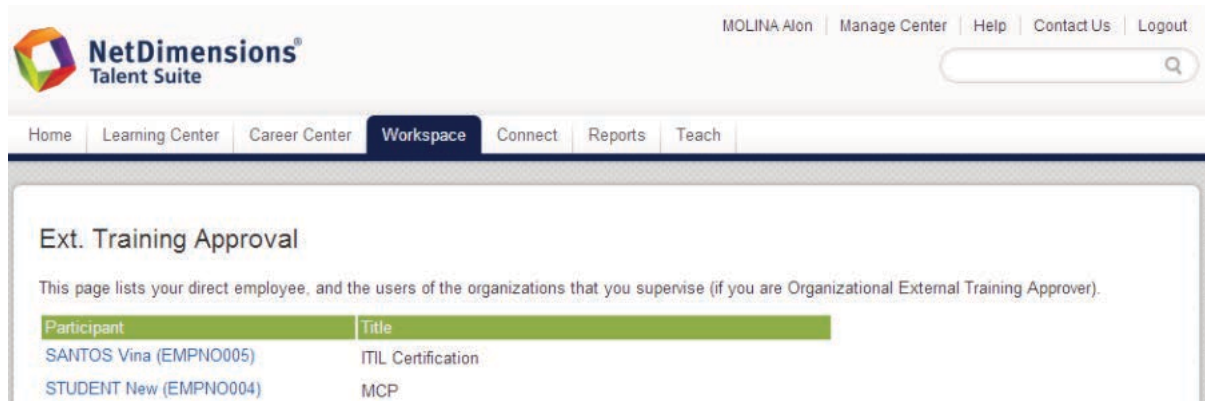 MOLINA Alon Manage Center Help Contact Us Logout
NetDimensions®
Talent Suite
Home Learning Center Career Center Workspace Connect Reports Teach
Ext. Training Approval
This page lists your direct employee, and the users of the organizations that you supervise (if you are Organizational External Training Approver).
Participant Title
SANTOS Vina (EMPNO005) ITIL Certification
STUDENT New (EMPNO004) MCP